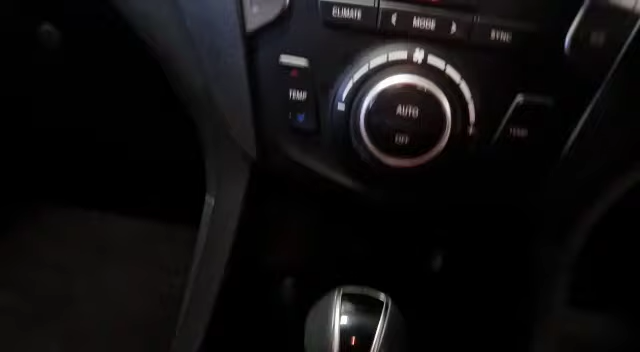 CLIMATE
MODE
SYNC
TEMP
AUTO
OFF
TEMP